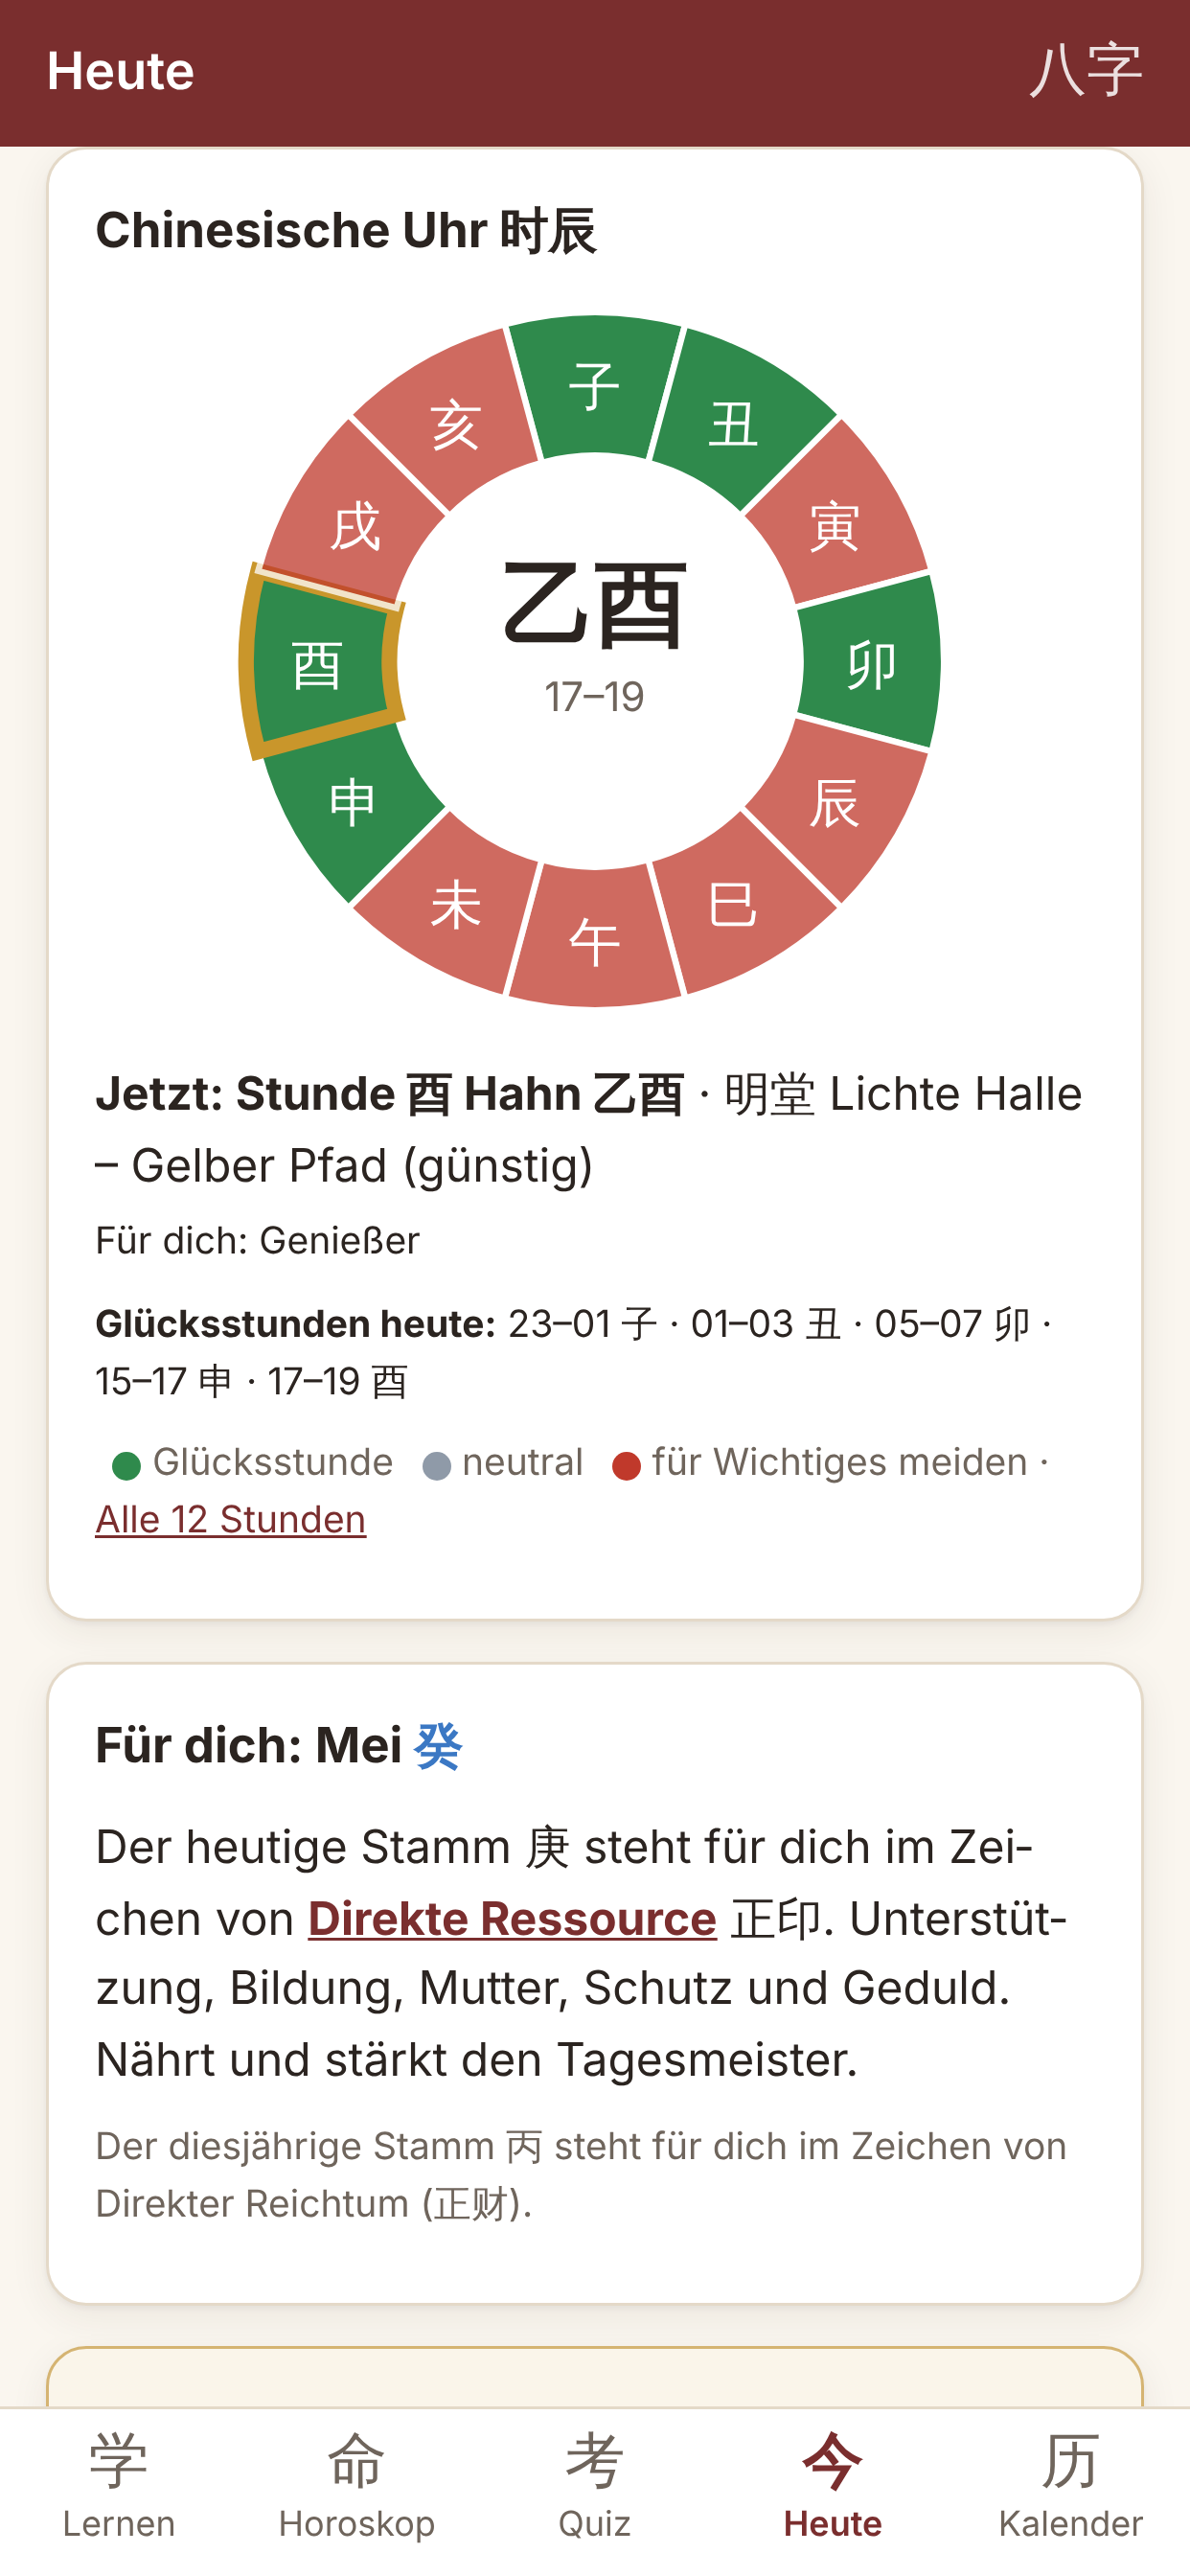 Heute 八字
Chinesische Uhr 时辰
子
丑
亥
寅
戌
乙酉
17–19
酉
卯
申
辰
未
巳
午
Jetzt: Stunde 酉 Hahn 乙酉 · 明堂 Lichte Halle
– Gelber Pfad (günstig)
Für dich: Genießer
Glücksstunden heute: 23–01 子 · 01–03 丑 · 05–07 卯 ·
15–17 申 · 17–19 酉
Glücksstunde neutral für Wichtiges meiden ·
Alle 12 Stunden
Für dich: Mei 癸
Der heutige Stamm 庚 steht für dich im Zei-
chen von Direkte Ressource 正印. Unterstüt-
zung, Bildung, Mutter, Schutz und Geduld.
Nährt und stärkt den Tagesmeister.
Der diesjährige Stamm 丙 steht für dich im Zeichen von
Direkter Reichtum (正财).
学 命 考 今 历
Lernen Horoskop Quiz Heute Kalender